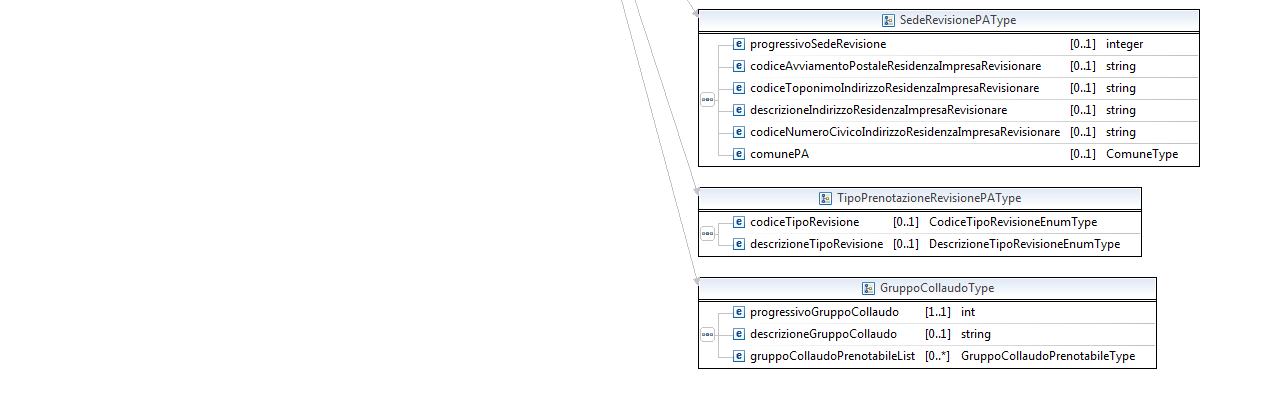 SedeRevisionePAType
progressivoSedeRevisione [0..1] integer
codiceAvviamentoPostaleResidenzaImpresaRevisionare [0..1] string
codiceToponimoIndirizzoResidenzaImpresaRevisionare [0..1] string
descrizioneIndirizzoResidenzaImpresaRevisionare [0..1] string
codiceNumeroCivicoIndirizzoResidenzaImpresaRevisionare [0..1] string
comunePA [0..1] ComuneType
TipoPrenotazioneRevisionePAType
codiceTipoRevisione [0..1] CodiceTipoRevisioneEnumType
descrizioneTipoRevisione [0..1] DescrizioneTipoRevisioneEnumType
GruppoCollaudoType
progressivoGruppoCollaudo [1..1] int
descrizioneGruppoCollaudo [0..1] string
gruppoCollaudoPrenotabileList [0..*] GruppoCollaudoPrenotabileType